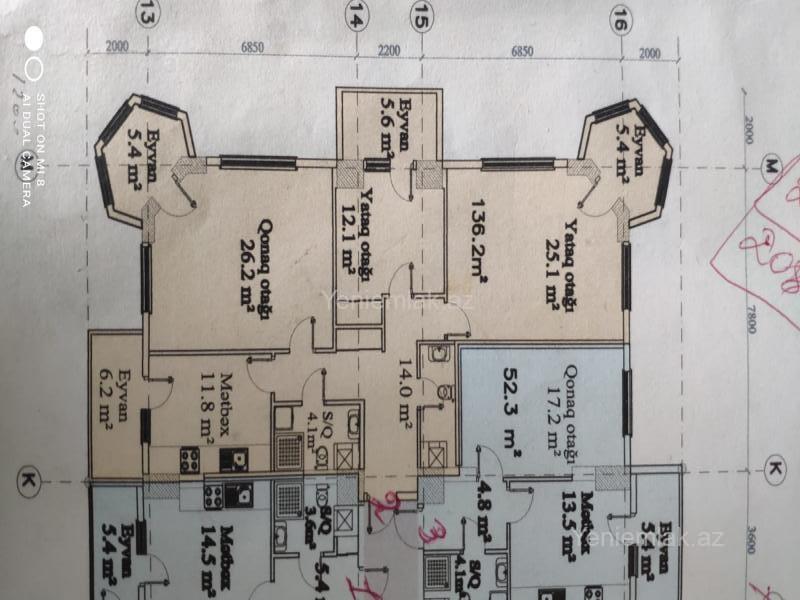 13
14
15
16
2000
6850
2200
6850
2000
Eyvan
5.4 m²
Eyvan
5.6 m²
Eyvan
5.4 m²
2000
M
Qonaq otağı
26.2 m²
Yataq otağı
12.1 m²
136.2m²
Yataq otağı
25.1 m²
208
7800
Yeniemlak.az
Eyvan
6.2 m²
Mətbəx
11.8 m²
S/Q
4.1m²
14.0 m²
52.3 m²
Qonaq otağı
17.2 m²
K
K
Eyvan
5.4 m²
Mətbəx
14.5 m²
S/Q
3.6m²
5.4
2
3
1
4.8 m²
S/Q
4.1m²
Mətbəx
13.5 m²
Eyvan
5.4 m²
3600
Yeniemlak.az
SHOT ON MI 8
AI DUAL CAMERA